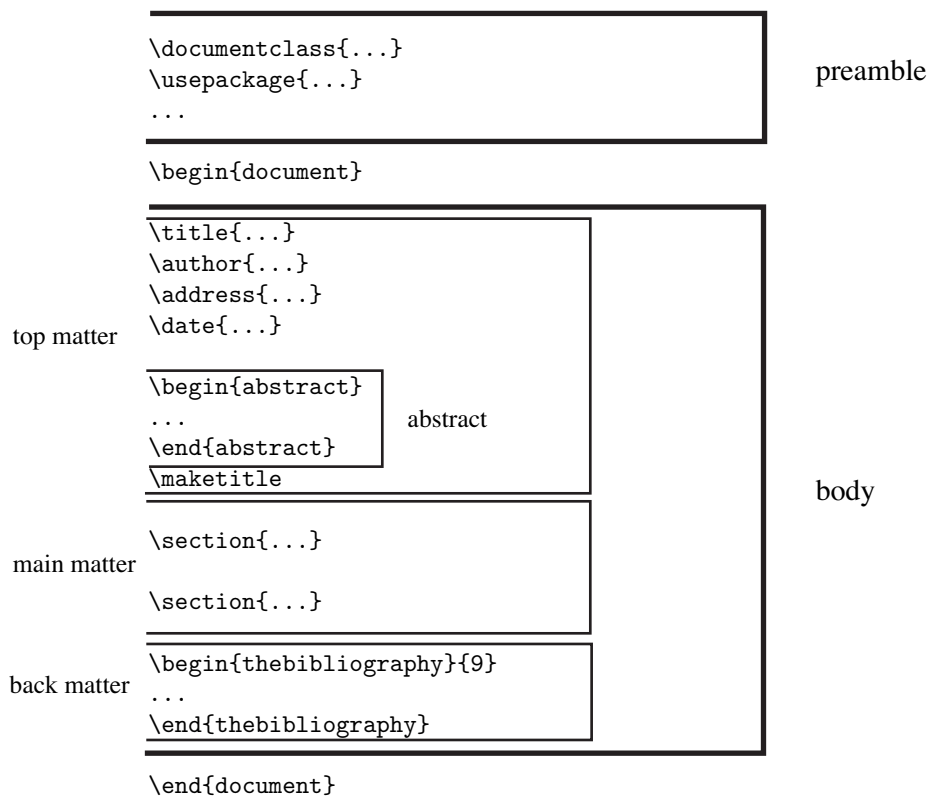 \documentclass{...}
\usepackage{...}
...
preamble
\begin{document}
\title{...}
\author{...}
\address{...}
\date{...}
top matter
\begin{abstract}
...
\end{abstract}
abstract
\maketitle
body
\section{...}
main matter
\section{...}
\begin{thebibliography}{9}
back matter
...
\end{thebibliography}
\end{document}